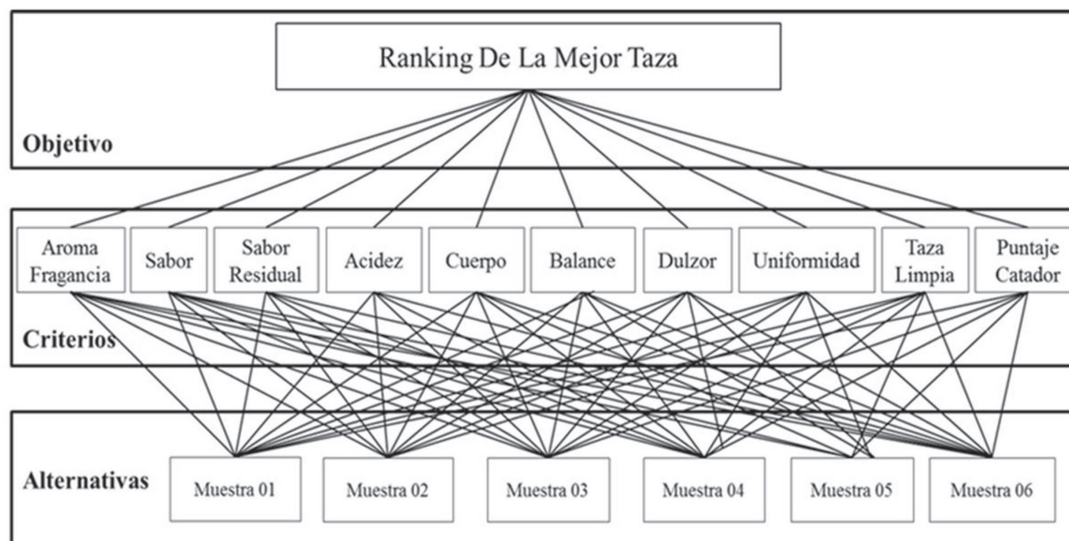 Ranking De La Mejor Taza
Objetivo
Aroma
Fragancia
Sabor
Sabor
Residual
Acidez
Cuerpo
Balance
Dulzor
Uniformidad
Taza
Limpia
Puntaje
Catador
Criterios
Alternativas
Muestra 01
Muestra 02
Muestra 03
Muestra 04
Muestra 05
Muestra 06